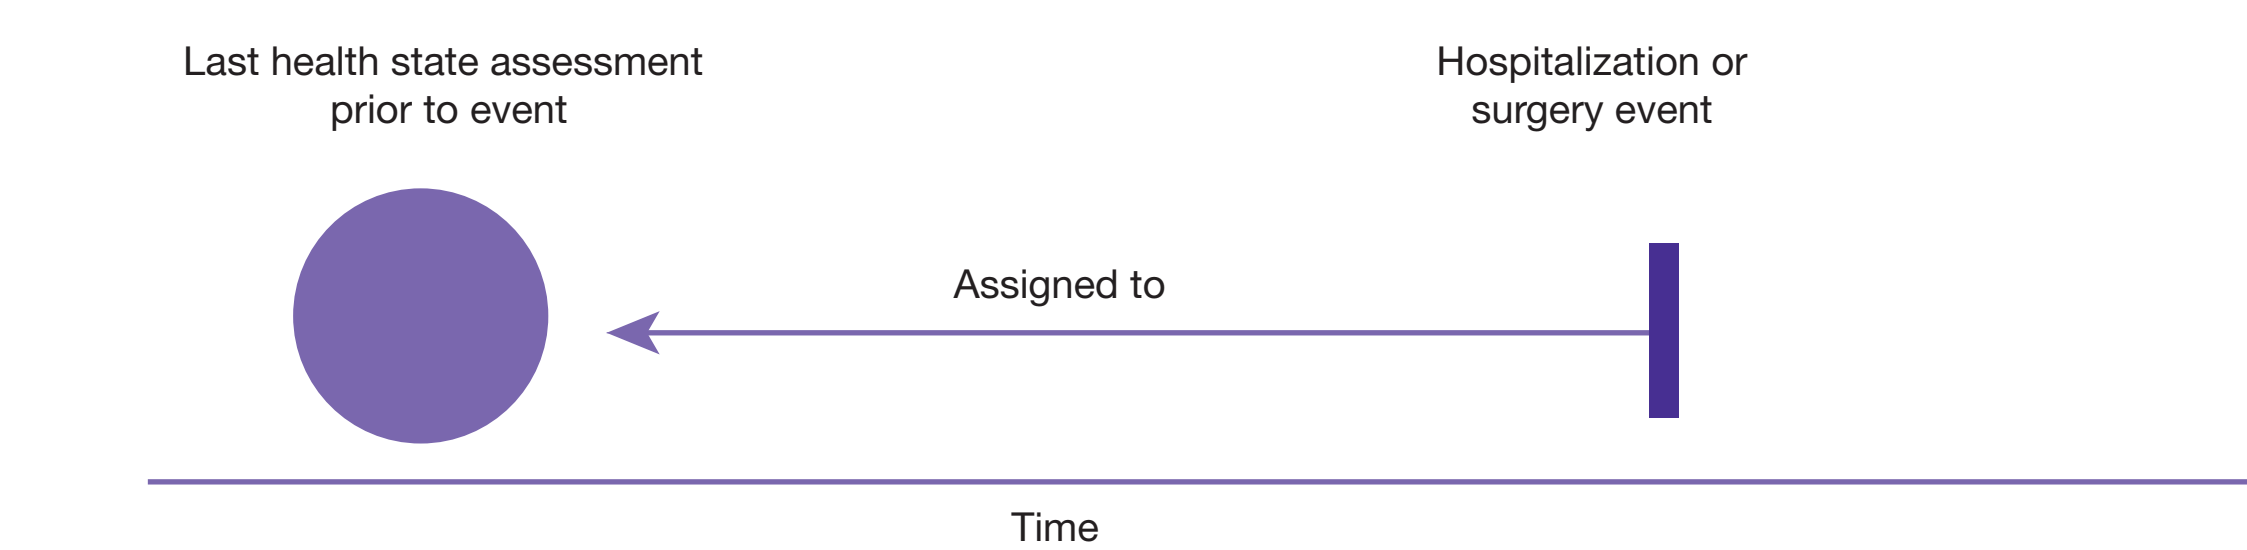 Last health state assessment
prior to event
Hospitalization or
surgery event
Assigned to
Time